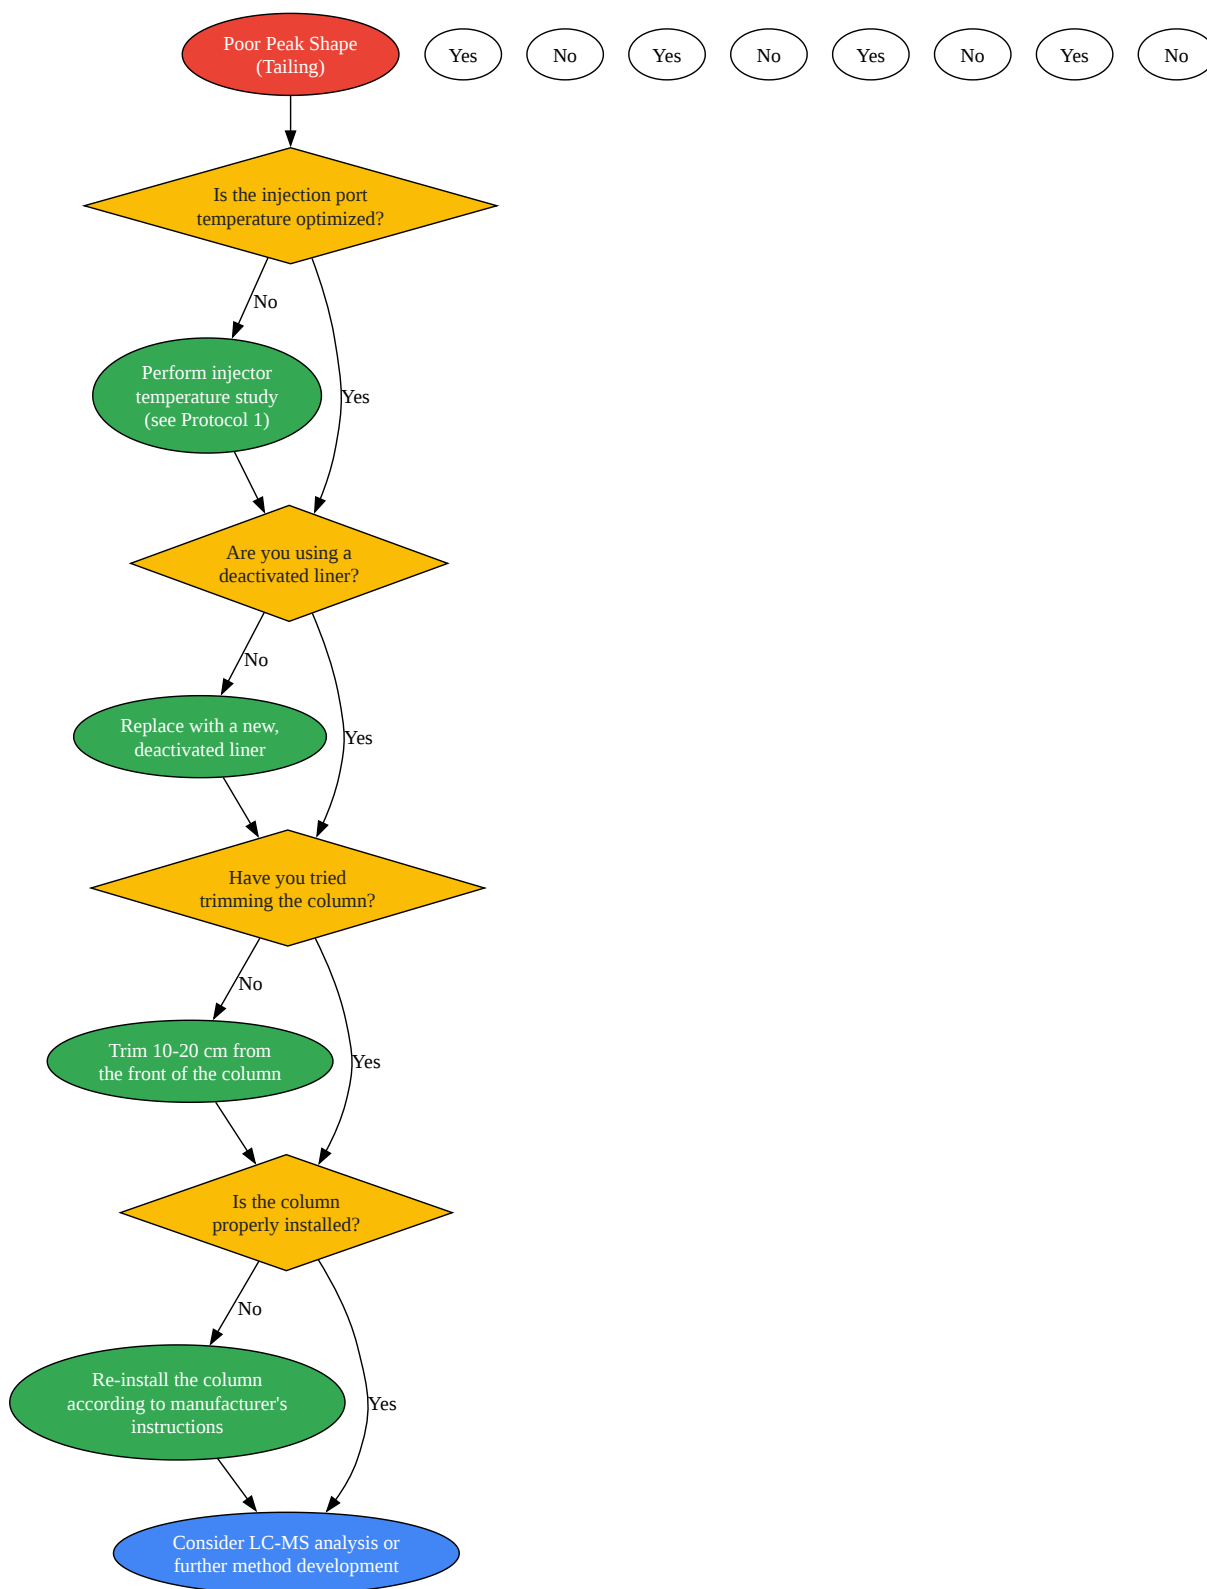 Poor Peak Shape
(Tailing)
Yes
No
Yes
No
Yes
No
Yes
No
Is the injection port
temperature optimized?
No
Perform injector
temperature study
(see Protocol 1)
Yes
Are you using a
deactivated liner?
No
Replace with a new,
deactivated liner
Yes
Have you tried
trimming the column?
No
Trim 10-20 cm from
the front of the column
Yes
Is the column
properly installed?
No
Re-install the column
according to manufacturer's
instructions
Yes
Consider LC-MS analysis or
further method development